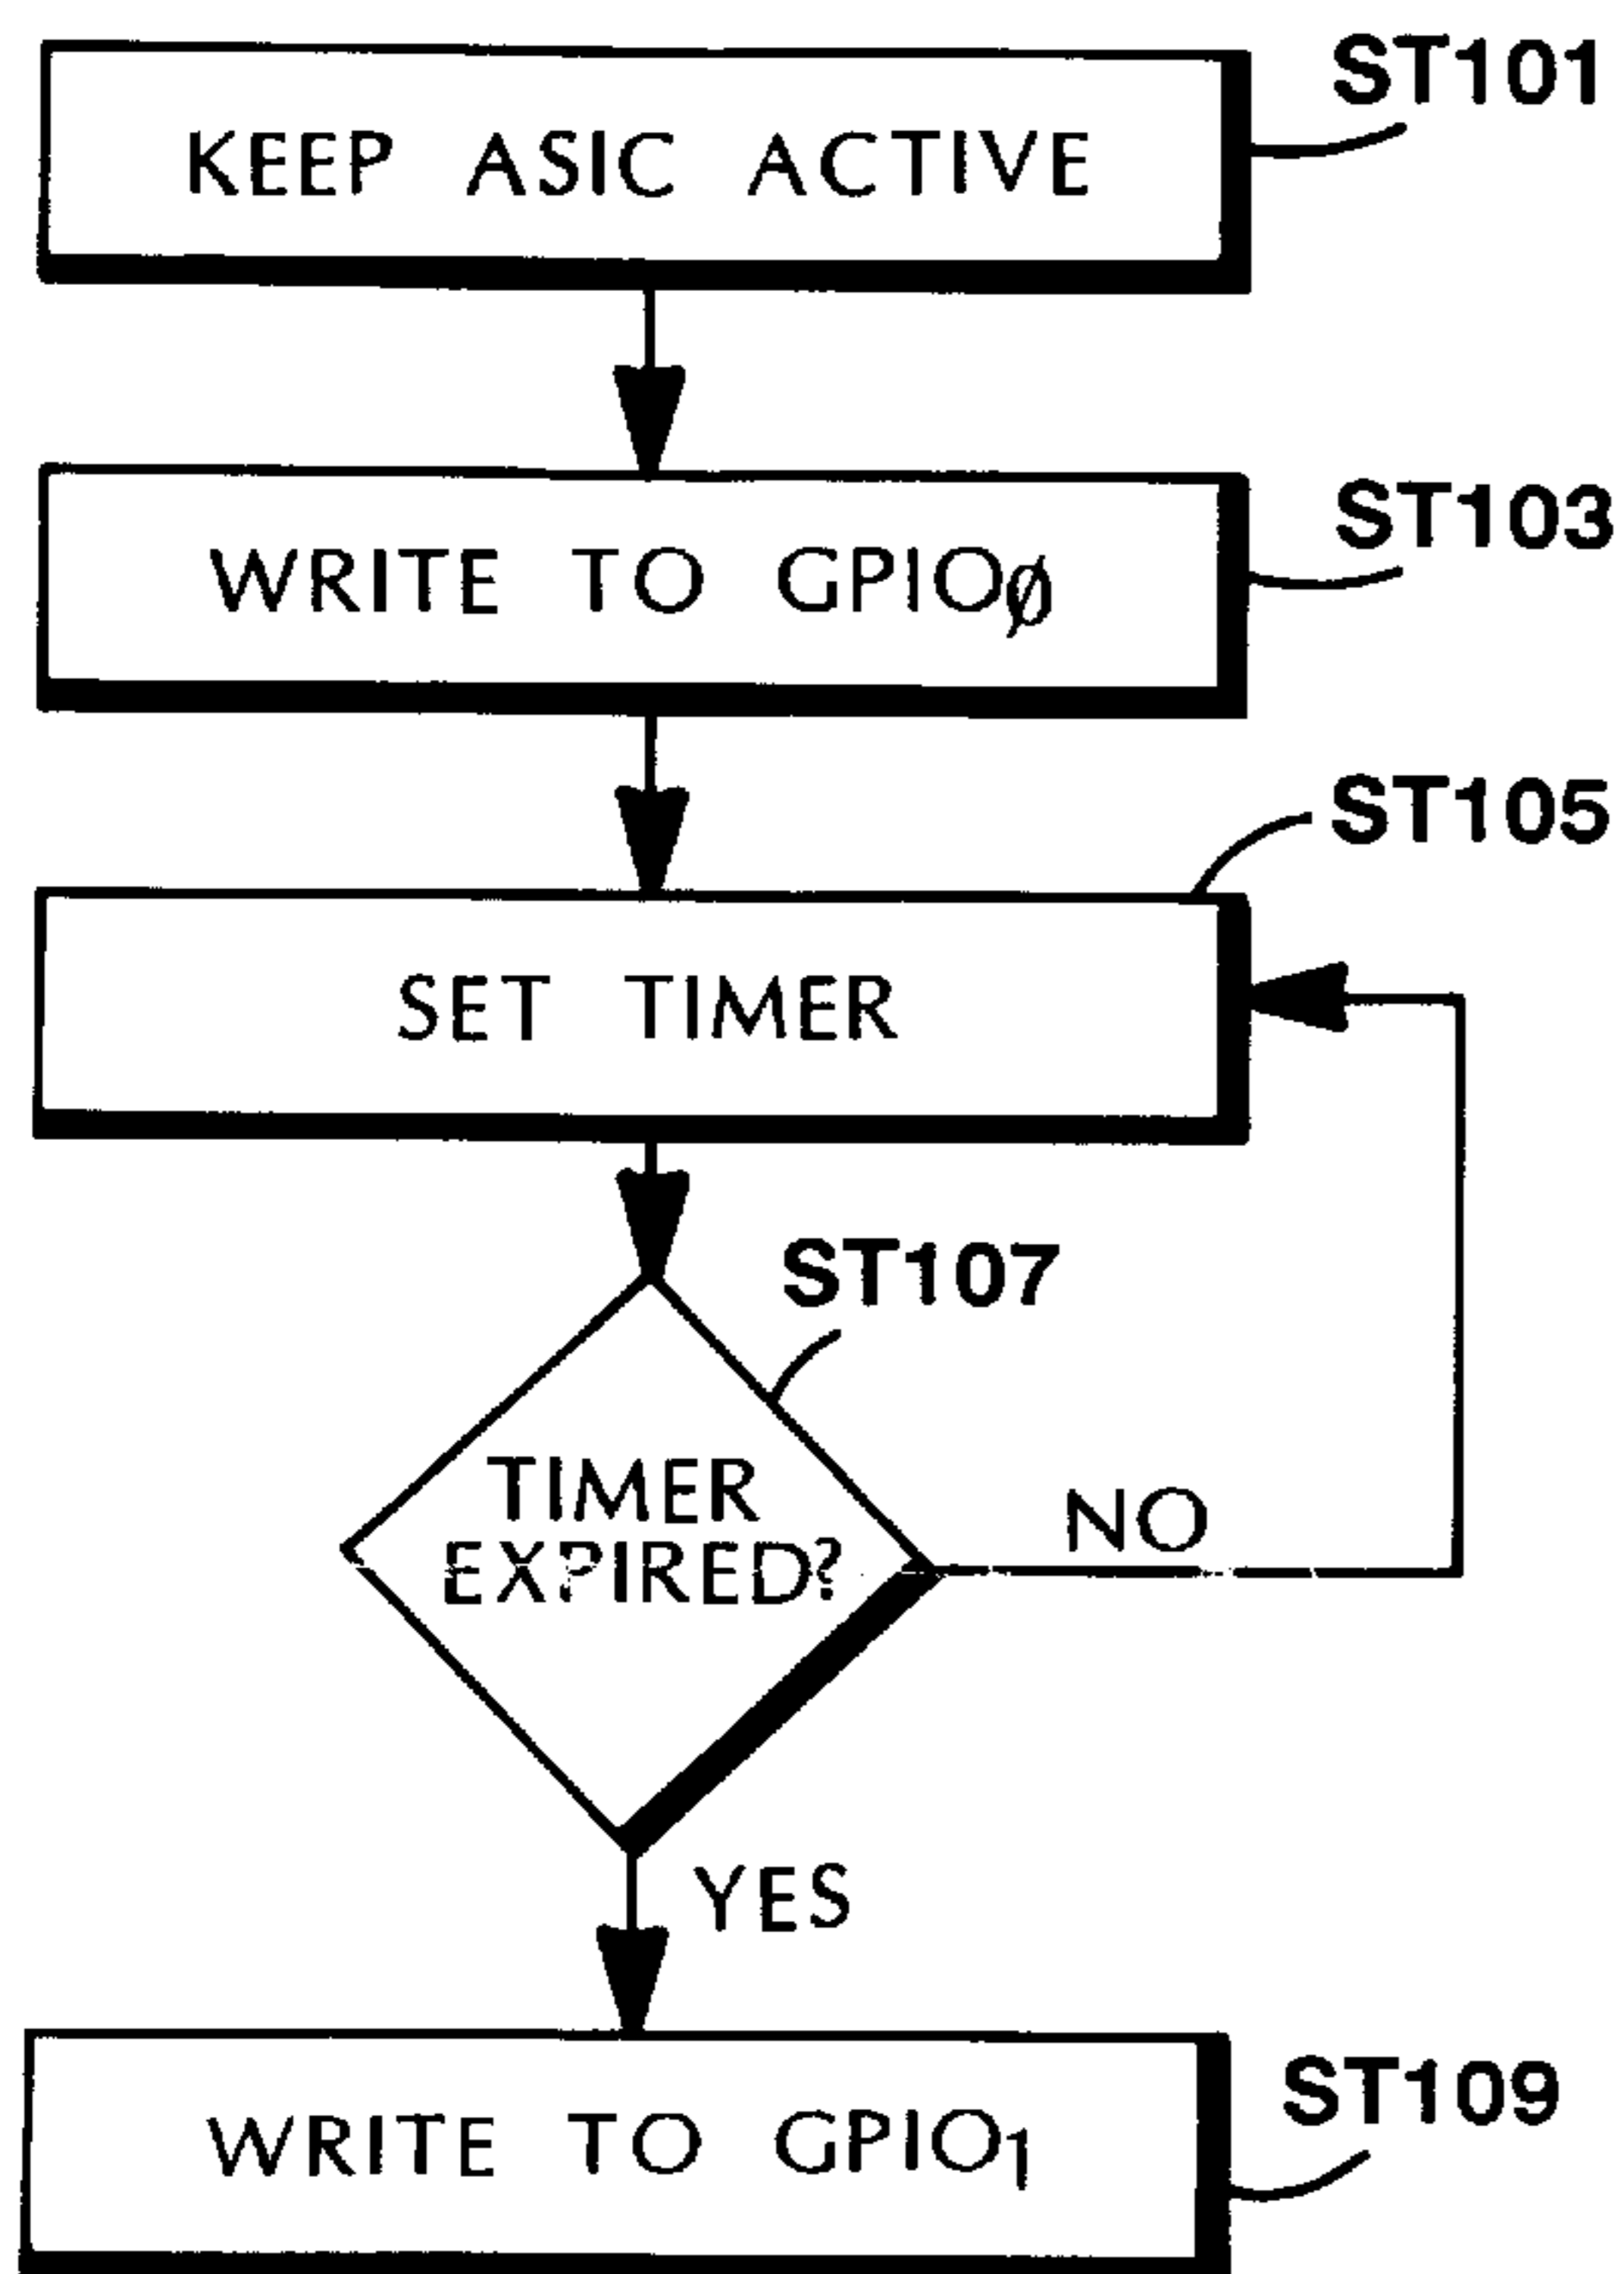 KEEP ASIC ACTIVE
ST101
WRITE TO GPIO∅
ST103
ST105
SET TIMER
ST107
TIMER
EXPIRED?
NO
YES
WRITE TO GPIO1
ST109